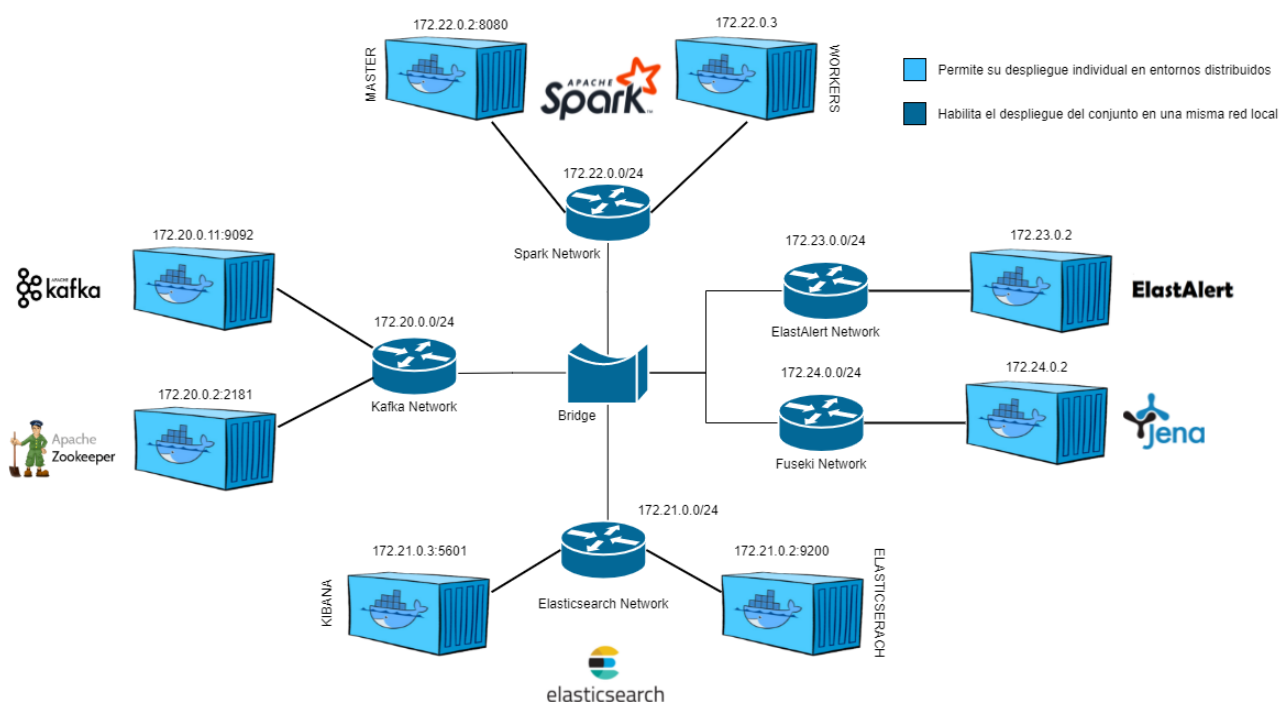 172.22.0.2:8080
172.22.0.3
MASTER
APACHE
Spark™
WORKERS
Permite su despliegue individual en entornos distribuidos
Habilita el despliegue del conjunto en una misma red local
172.22.0.0/24
Spark Network
172.20.0.11:9092
APACHE
kafka
172.20.0.0/24
Kafka Network
172.20.0.2:2181
Apache
Zookeeper
Bridge
172.23.0.0/24
172.23.0.2
ElastAlert Network
ElastAlert
172.24.0.0/24
172.24.0.2
Fuseki Network
Jena
172.21.0.0/24
172.21.0.3:5601
172.21.0.2:9200
KIBANA
Elasticsearch Network
ELASTICSERACH
elasticsearch